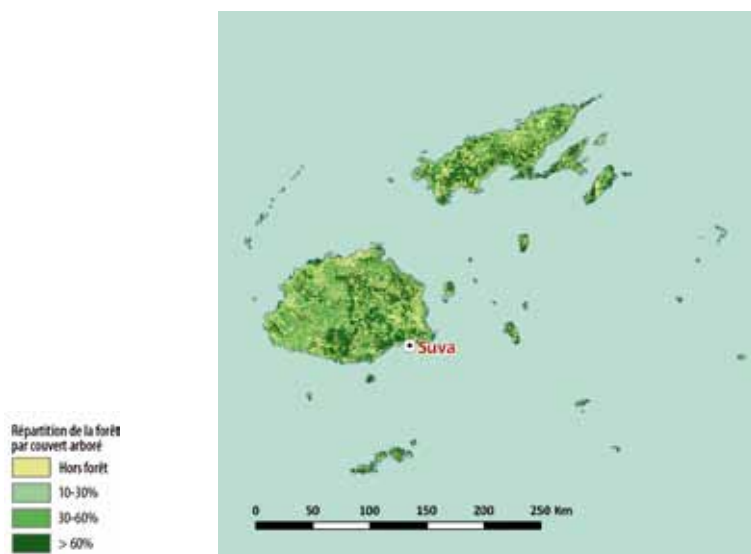 Suva
Répartition de la forêt
par couvert arboré
Hors forêt
10-30%
30-60%
> 60%
0 50 100 150 200 250 Km